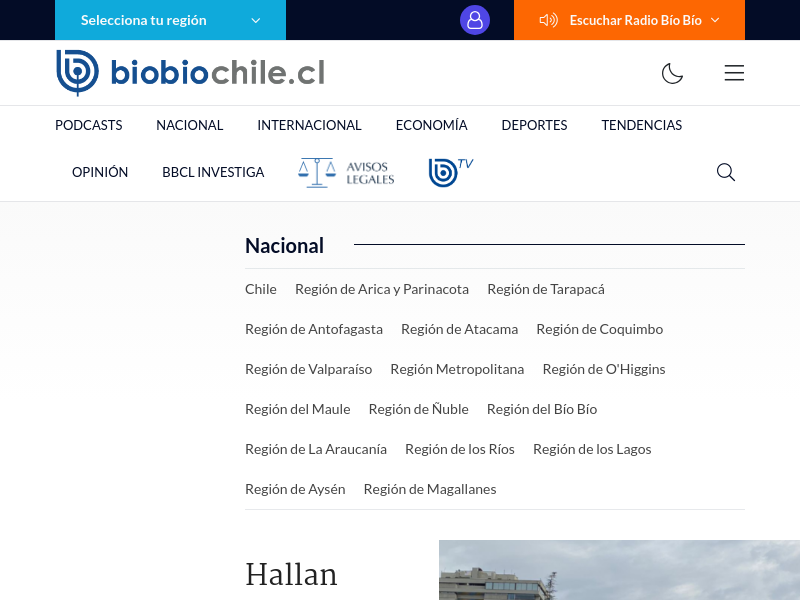 Selecciona tu región
Escuchar Radio Bío Bío
biobiochile.cl
PODCASTS NACIONAL INTERNACIONAL ECONOMÍA DEPORTES TENDENCIAS
OPINIÓN BBCL INVESTIGA AVISOS LEGALES TV
Nacional
Chile Región de Arica y Parinacota Región de Tarapacá
Región de Antofagasta Región de Atacama Región de Coquimbo
Región de Valparaíso Región Metropolitana Región de O'Higgins
Región del Maule Región de Ñuble Región del Bío Bío
Región de La Araucanía Región de los Ríos Región de los Lagos
Región de Aysén Región de Magallanes
Hallan